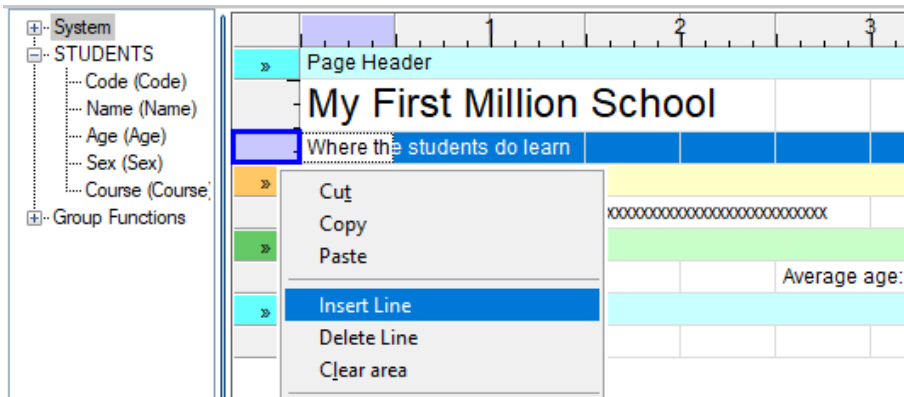 System
STUDENTS
Code (Code)
Name (Name)
Age (Age)
Sex (Sex)
Course (Course)
Group Functions
1 2 3
» Page Header
My First Million School
Where the students do learn
»
xxxxxxxxxxxxxxxxxxxxxxxxxxx
»
Average age:
»
Cut
Copy
Paste
Insert Line
Delete Line
Clear area